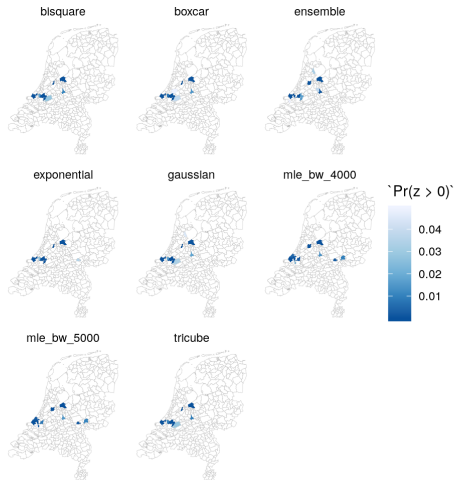 bisquare boxcar ensemble
exponential gaussian mle_bw_4000
`Pr(z > 0)`
0.04
0.03
0.02
0.01
mle_bw_5000 tricube